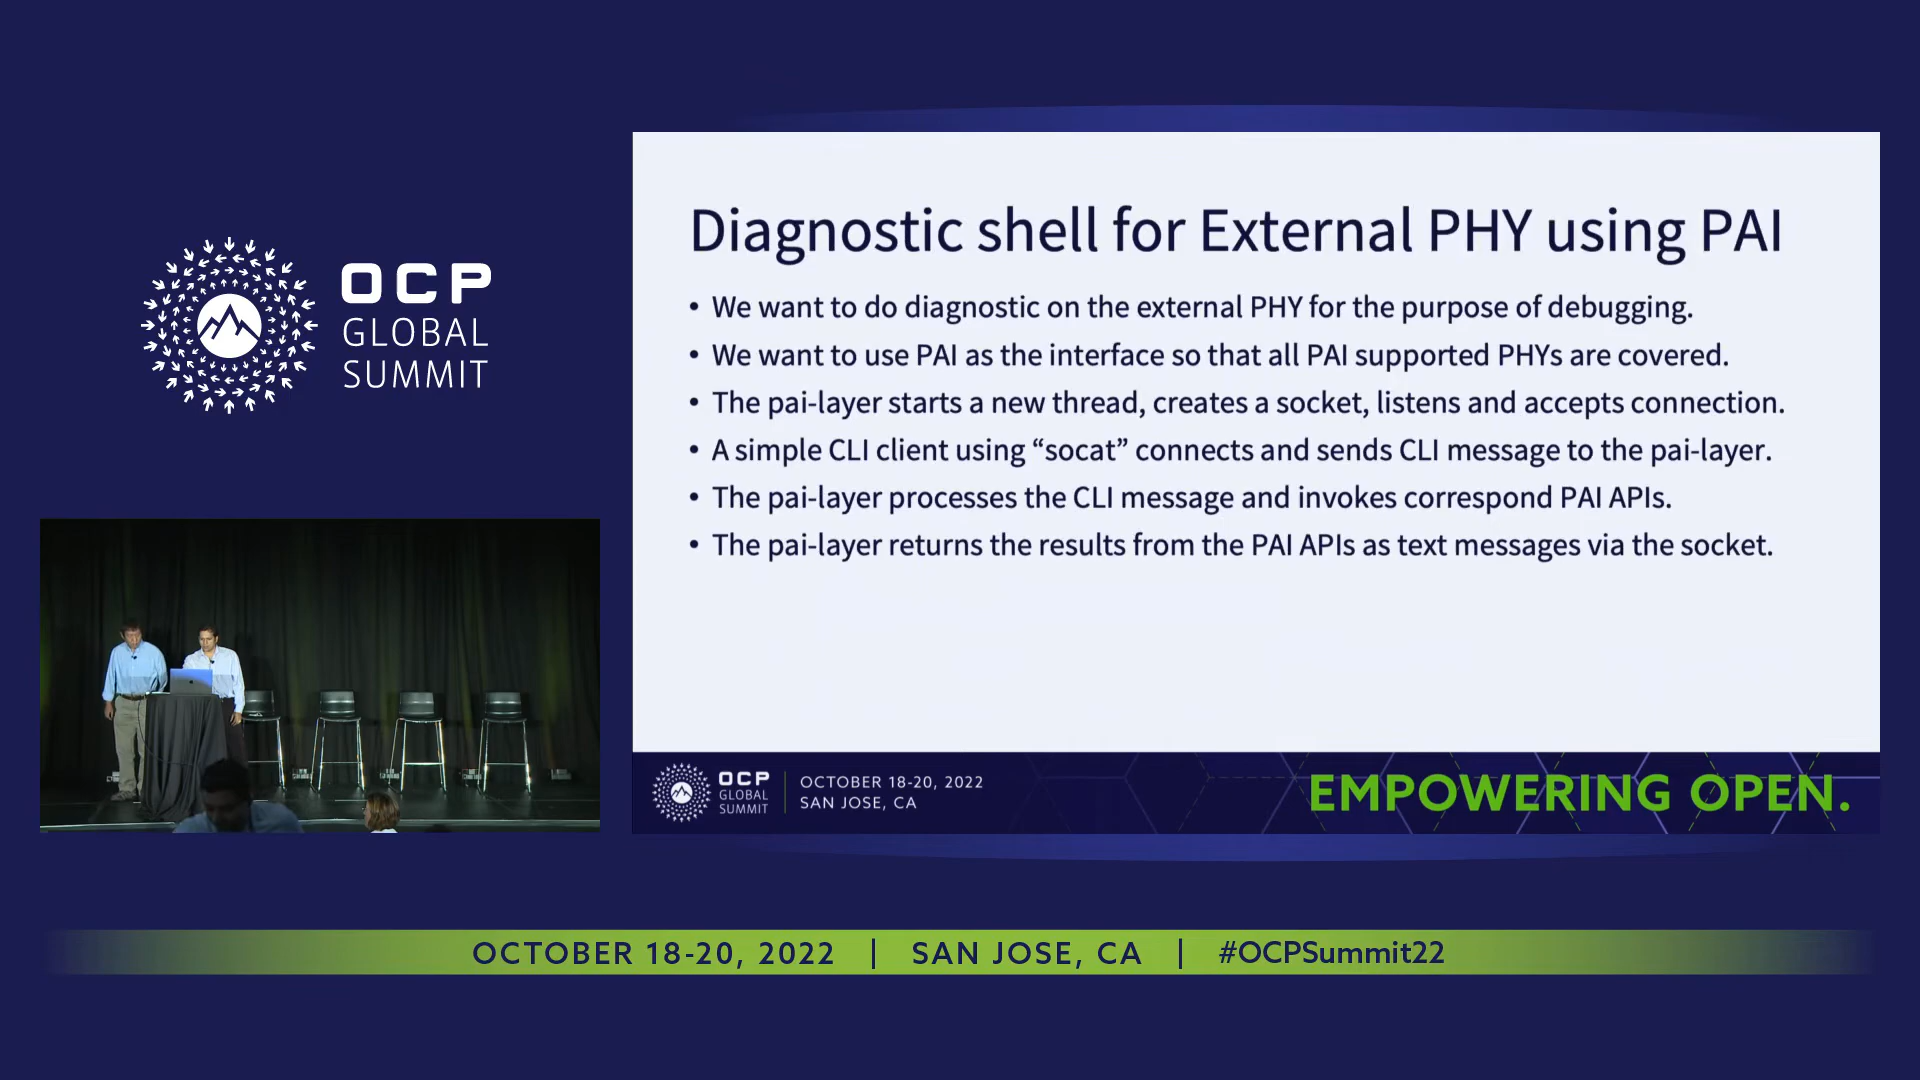 OCP
GLOBAL
SUMMIT
Diagnostic shell for External PHY using PAI
• We want to do diagnostic on the external PHY for the purpose of debugging.
• We want to use PAI as the interface so that all PAI supported PHYs are covered.
• The pai-layer starts a new thread, creates a socket, listens and accepts connection.
• A simple CLI client using “socat” connects and sends CLI message to the pai-layer.
• The pai-layer processes the CLI message and invokes correspond PAI APIs.
• The pai-layer returns the results from the PAI APIs as text messages via the socket.
OCP
GLOBAL
SUMMIT
OCTOBER 18-20, 2022
SAN JOSE, CA
EMPOWERING OPEN.
OCTOBER 18-20, 2022 | SAN JOSE, CA | #OCPSummit22